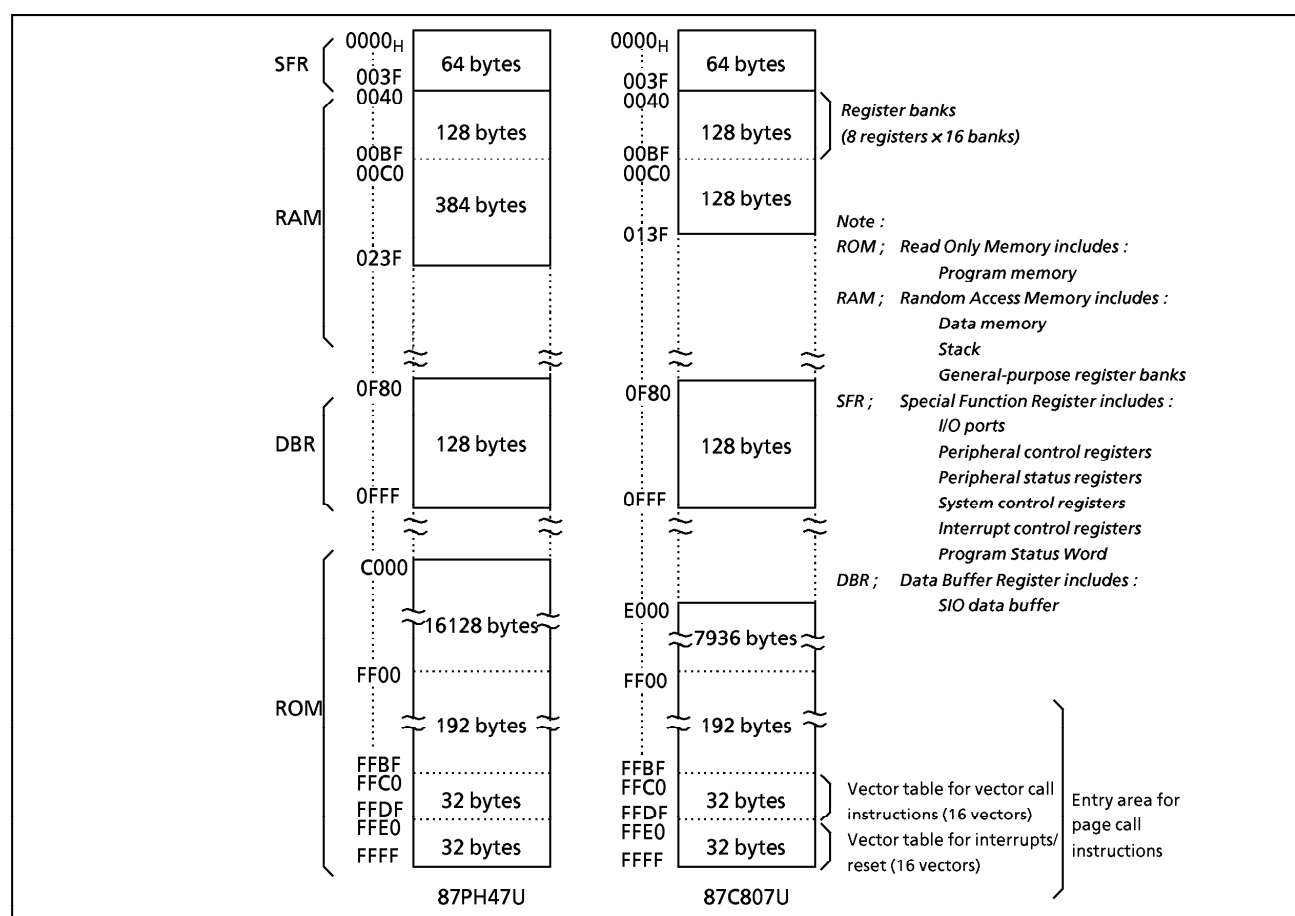 SFR
0000H
64 bytes
003F
0040
128 bytes
00BF
00C0
RAM
384 bytes
023F
0F80
DBR
128 bytes
0FFF
C000
16128 bytes
FF00
ROM
192 bytes
FFBF
FFC0
32 bytes
FFDF
FFE0
32 bytes
FFFF
87PH47U
0000H
64 bytes
003F
0040
128 bytes
00BF
00C0
128 bytes
013F
0F80
128 bytes
0FFF
E000
7936 bytes
FF00
192 bytes
FFBF
FFC0
32 bytes
FFDF
FFE0
32 bytes
FFFF
87C807U
Register banks
(8 registers × 16 banks)
Note :
ROM ; Read Only Memory includes :
Program memory
RAM ; Random Access Memory includes :
Data memory
Stack
General-purpose register banks
SFR ; Special Function Register includes :
I/O ports
Peripheral control registers
Peripheral status registers
System control registers
Interrupt control registers
Program Status Word
DBR ; Data Buffer Register includes :
SIO data buffer
Vector table for vector call
instructions (16 vectors)
Vector table for interrupts/
reset (16 vectors)
Entry area for
page call
instructions